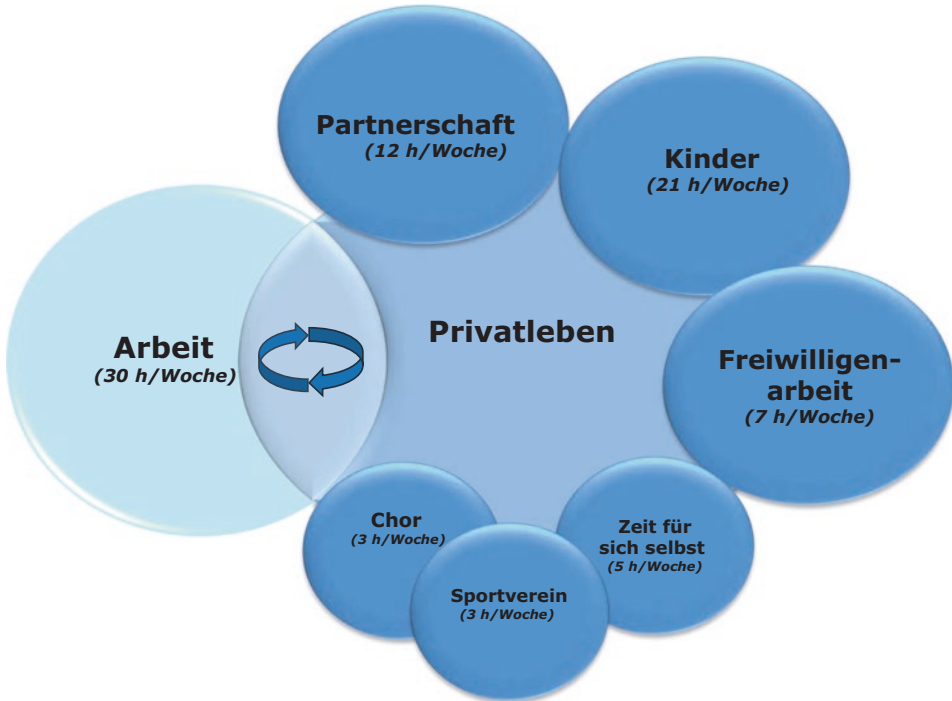 Partnerschaft
(12 h/Woche)
Kinder
(21 h/Woche)
Arbeit
(30 h/Woche)
Privatleben
Freiwilligen-
arbeit
(7 h/Woche)
Chor
(3 h/Woche)
Zeit für
sich selbst
(5 h/Woche)
Sportverein
(3 h/Woche)